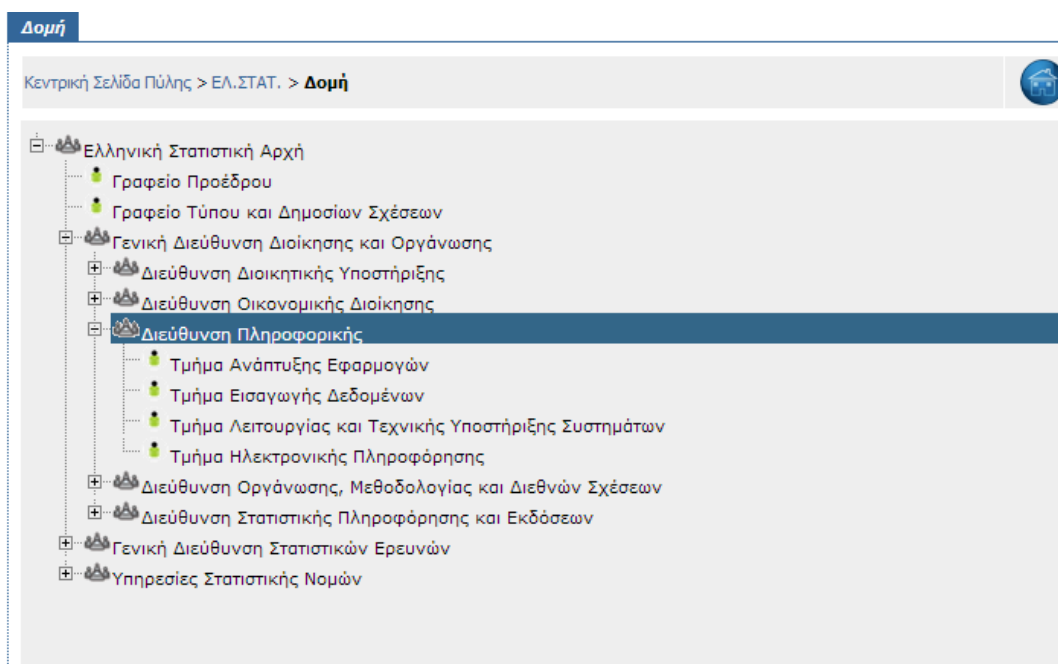 Δομή
Κεντρική Σελίδα Πύλης > ΕΛ.ΣΤΑΤ. > Δομή
Ελληνική Στατιστική Αρχή
Γραφείο Προέδρου
Γραφείο Τύπου και Δημοσίων Σχέσεων
Γενική Διεύθυνση Διοίκησης και Οργάνωσης
Διεύθυνση Διοικητικής Υποστήριξης
Διεύθυνση Οικονομικής Διοίκησης
Διεύθυνση Πληροφορικής
Τμήμα Ανάπτυξης Εφαρμογών
Τμήμα Εισαγωγής Δεδομένων
Τμήμα Λειτουργίας και Τεχνικής Υποστήριξης Συστημάτων
Τμήμα Ηλεκτρονικής Πληροφόρησης
Διεύθυνση Οργάνωσης, Μεθοδολογίας και Διεθνών Σχέσεων
Διεύθυνση Στατιστικής Πληροφόρησης και Εκδόσεων
Γενική Διεύθυνση Στατιστικών Ερευνών
Υπηρεσίες Στατιστικής Νομών